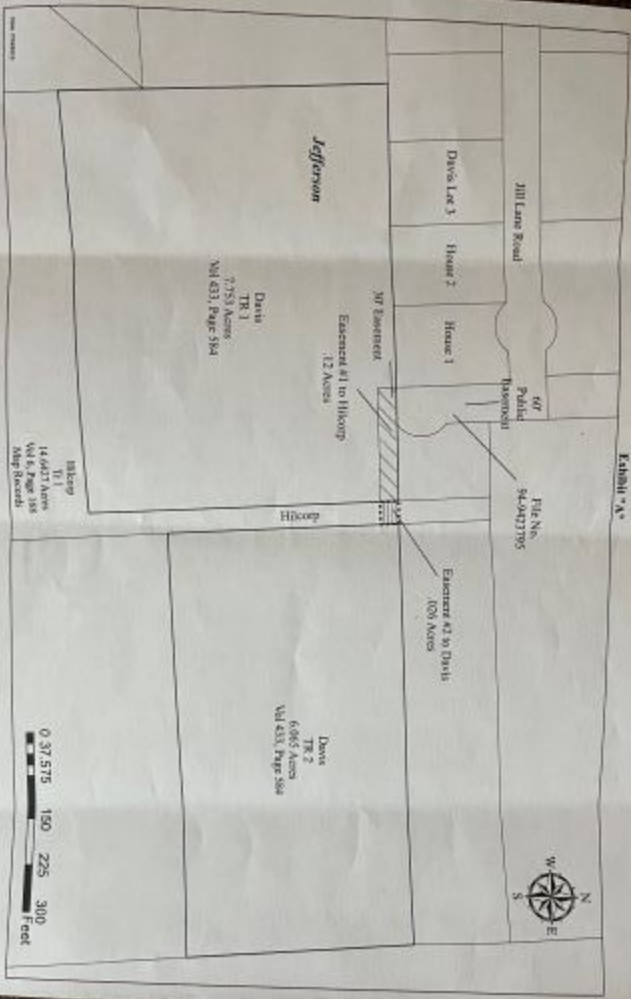 Exhibit "A"
Jill Lane Road
60'
Public
Easement
File No.
94-9423795
Davis Lot 3
House 2
House 1
30' Easement
Easement #1 to Hilcorp
.12 Acres
Easement #2 to Davis
.026 Acres
Jefferson
Davis
TR 1
7.753 Acres
Vol 433, Page 584
Hilcorp
Davis
TR 2
6.065 Acres
Vol 433, Page 584
Hilcorp
Tr 1
14.6427 Acres
Vol 6, Page 168
Map Records
N
W
E
S
0 37.575 150 225 300
Feet